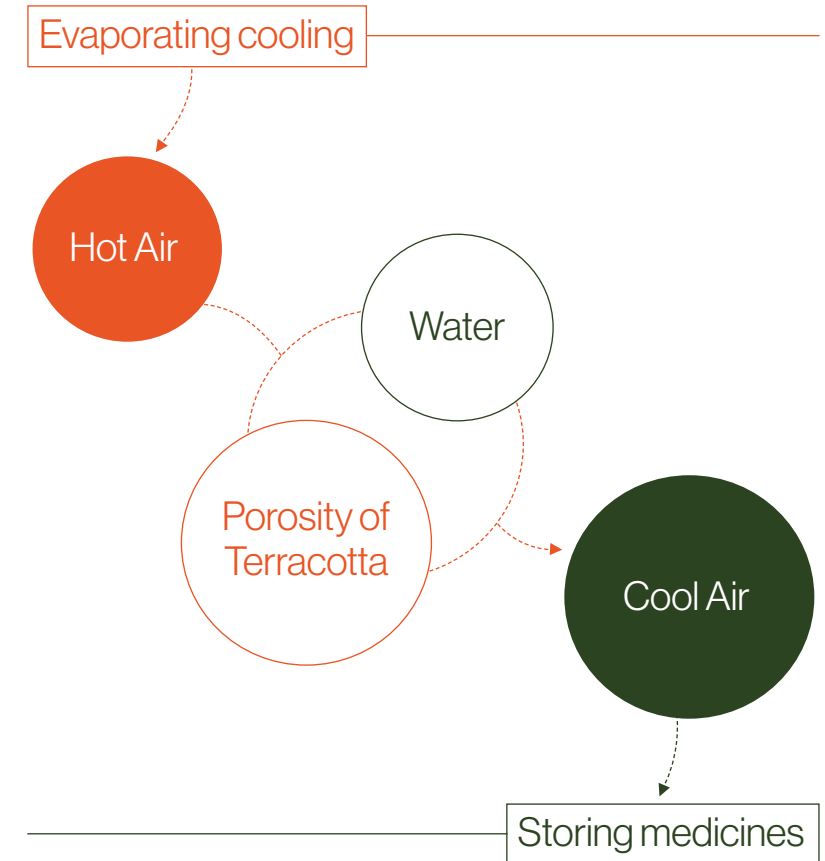 Evaporating cooling
Hot Air
Water
Porosity of
Terracotta
Cool Air
Storing medicines